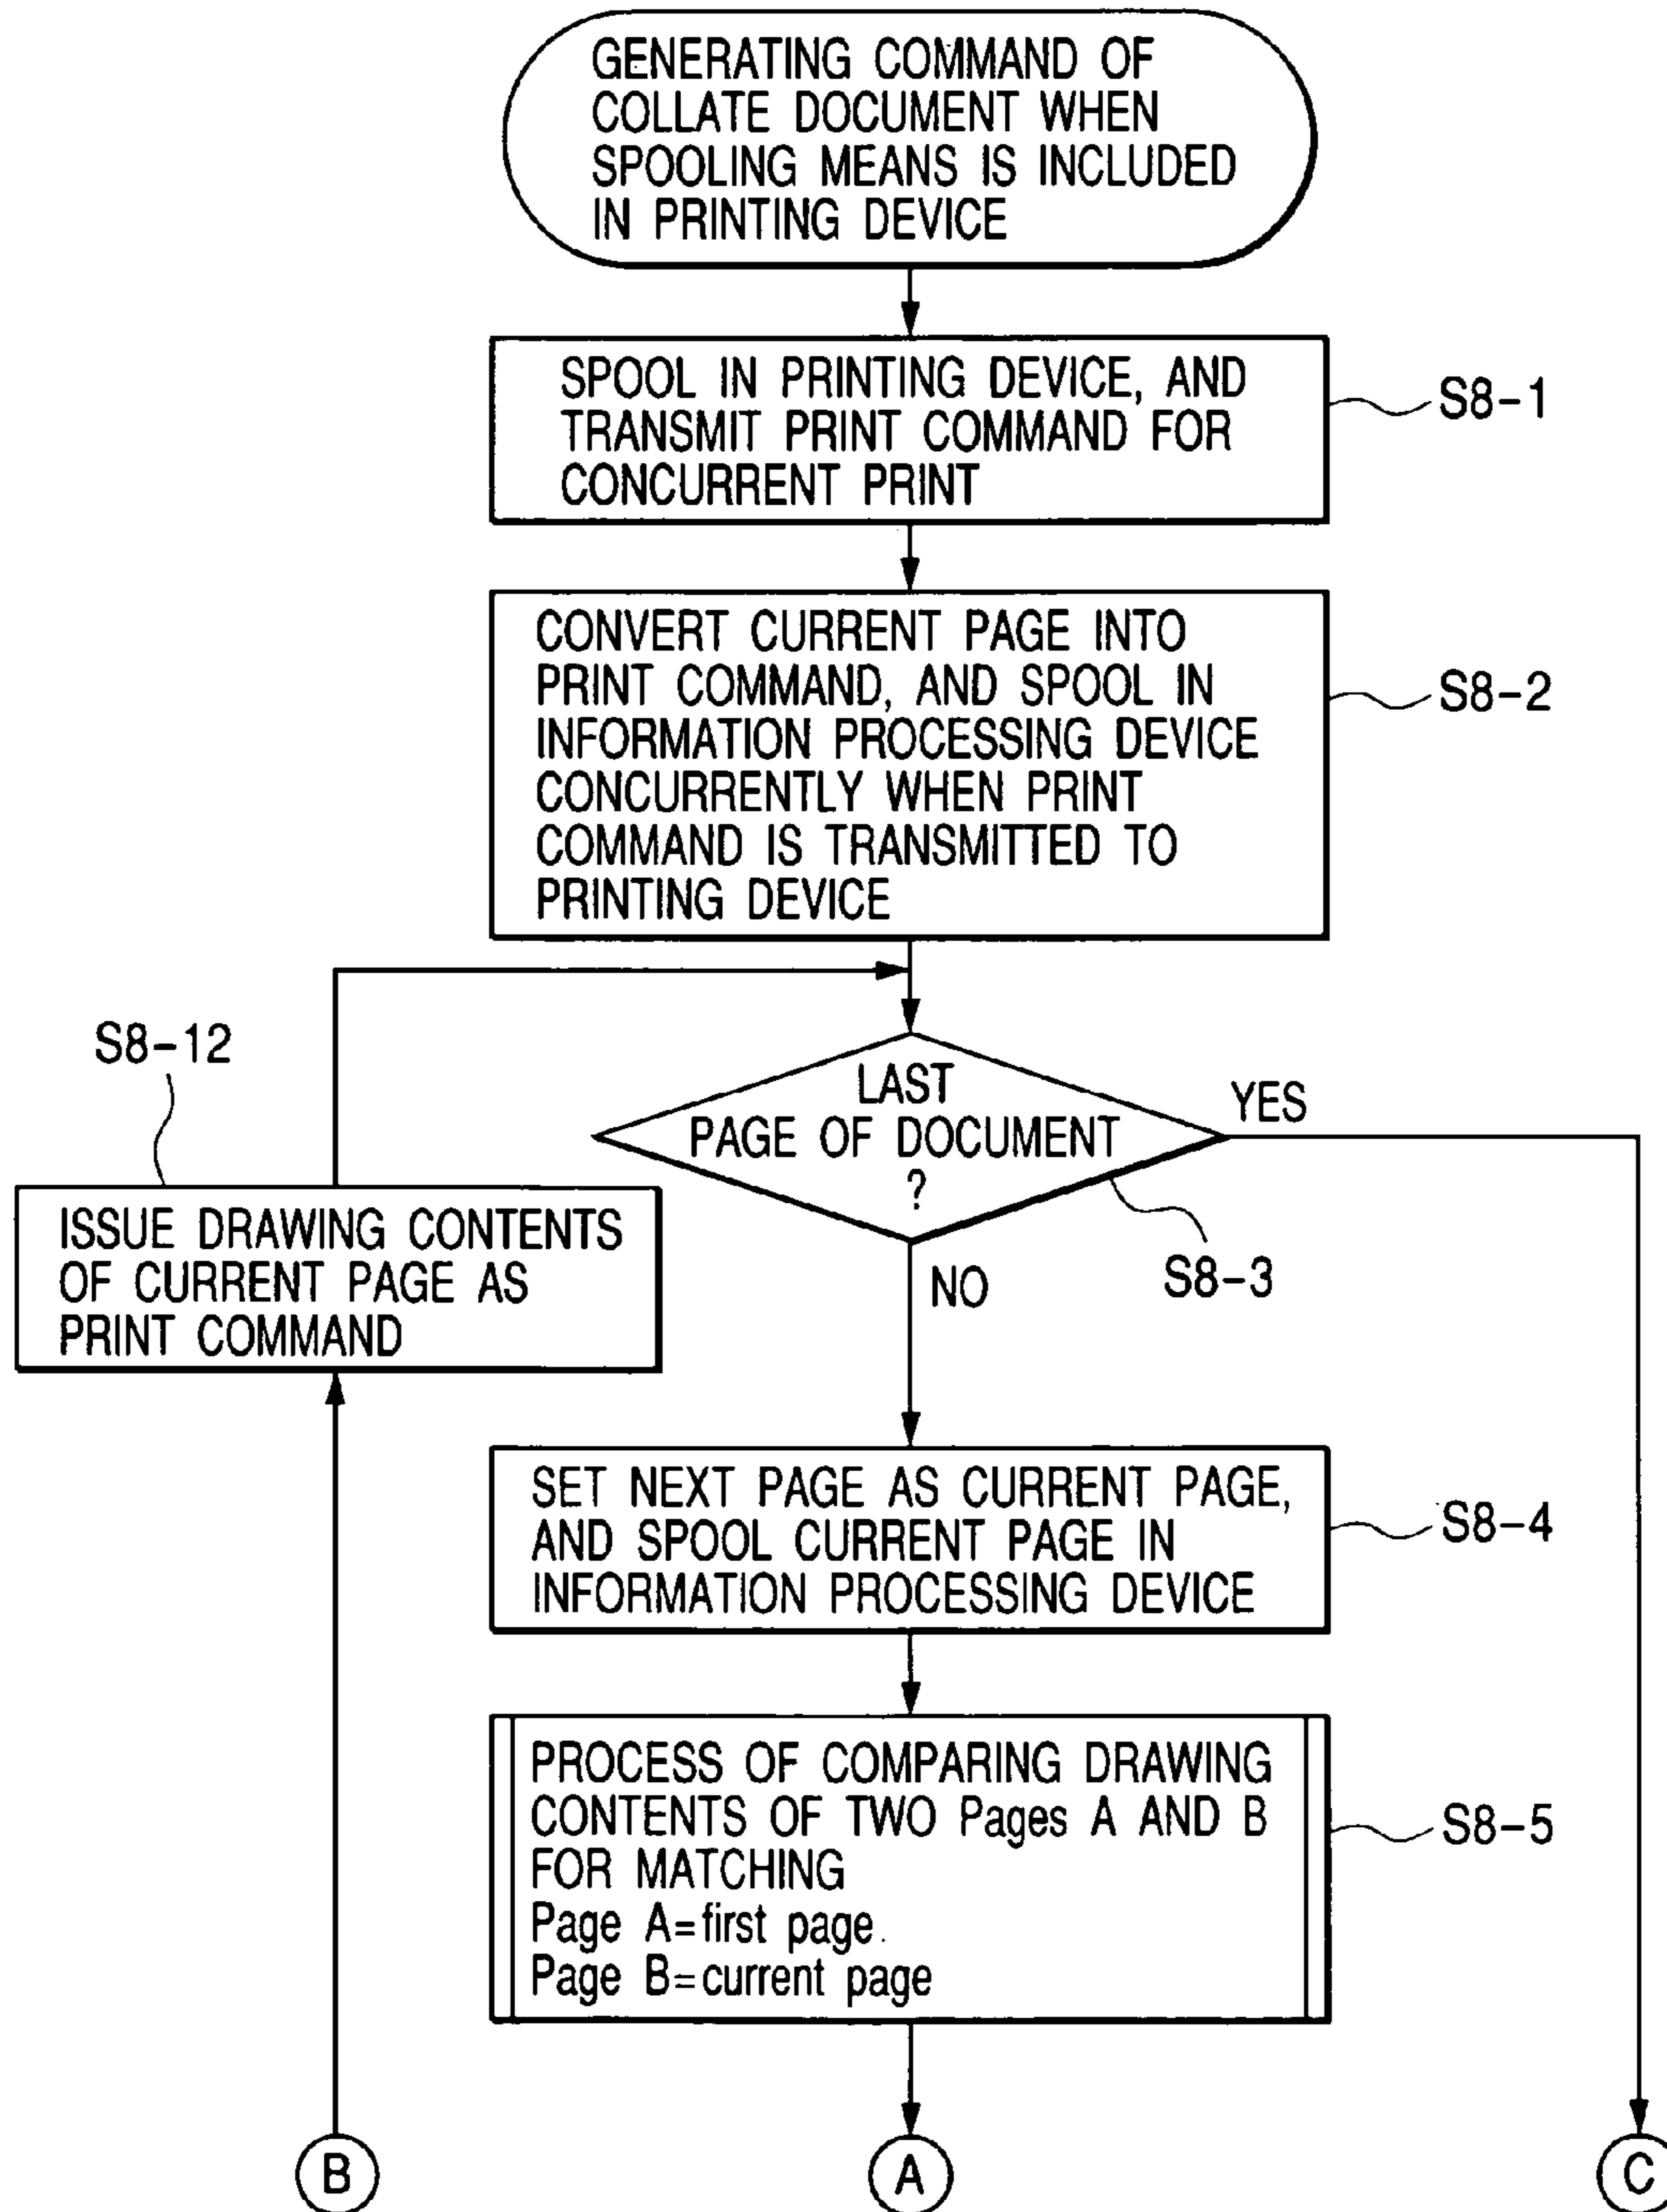 GENERATING COMMAND OF
COLLATE DOCUMENT WHEN
SPOOLING MEANS IS INCLUDED
IN PRINTING DEVICE
SPOOL IN PRINTING DEVICE, AND
TRANSMIT PRINT COMMAND FOR
CONCURRENT PRINT
S8-1
CONVERT CURRENT PAGE INTO
PRINT COMMAND, AND SPOOL IN
INFORMATION PROCESSING DEVICE
CONCURRENTLY WHEN PRINT
COMMAND IS TRANSMITTED TO
PRINTING DEVICE
S8-2
S8-12
LAST
PAGE OF DOCUMENT
?
YES
S8-3
NO
ISSUE DRAWING CONTENTS
OF CURRENT PAGE AS
PRINT COMMAND
SET NEXT PAGE AS CURRENT PAGE,
AND SPOOL CURRENT PAGE IN
INFORMATION PROCESSING DEVICE
S8-4
PROCESS OF COMPARING DRAWING
CONTENTS OF TWO Pages A AND B
FOR MATCHING
Page A=first page
Page B=current page
S8-5
B
A
C